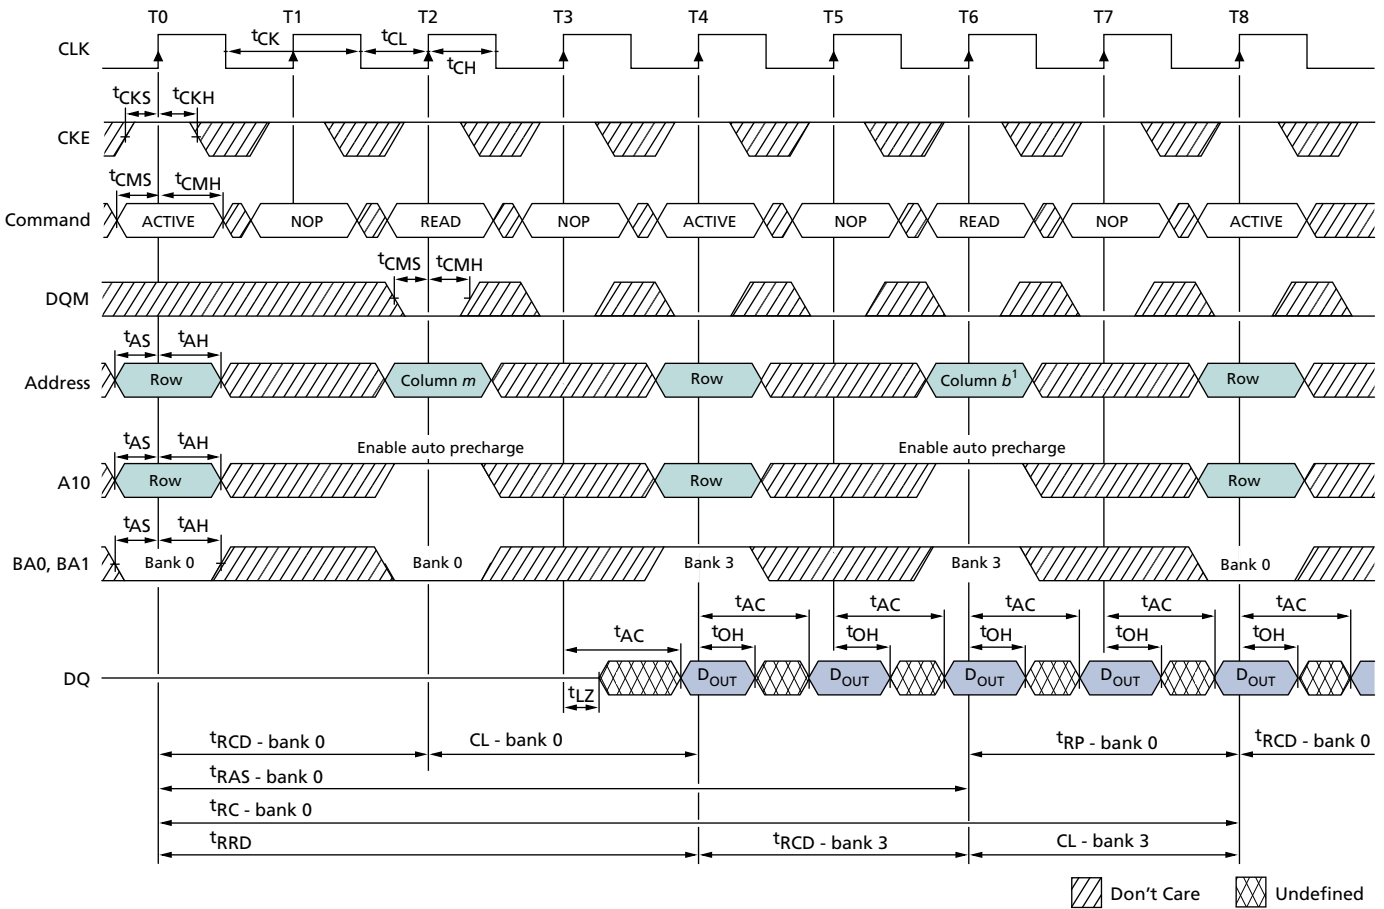 T0 T1 T2 T3 T4 T5 T6 T7 T8
CLK tCK tCL tCH
tCKS tCKH
CKE
tCMS tCMH
Command ACTIVE NOP READ NOP ACTIVE NOP READ NOP ACTIVE
tCMS tCMH
DQM
tAS tAH
Address Row Column m Row Column b1 Row
tAS tAH Enable auto precharge Enable auto precharge
A10 Row Row Row
tAS tAH
BA0, BA1 Bank 0 Bank 0 Bank 3 Bank 3 Bank 0
tAC tAC tAC tAC tAC
tAC tOH tOH tOH tOH tOH
DQ DOUT DOUT DOUT DOUT DOUT
tLZ
tRCD - bank 0 CL - bank 0 tRP - bank 0 tRCD - bank 0
tRAS - bank 0
tRC - bank 0
tRRD tRCD - bank 3 CL - bank 3
Don't Care Undefined